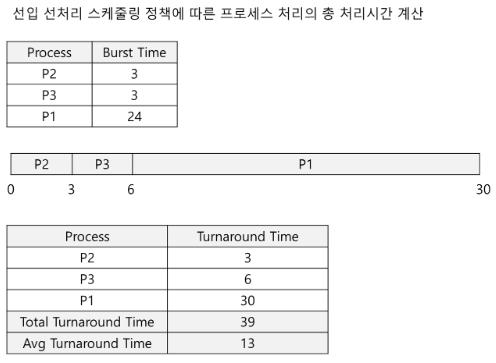 선입 선처리 스케줄링 정책에 따른 프로세스 처리의 총 처리시간 계산
Process Burst Time
P2 3
P3 3
P1 24
P2 P3 P1
0 3 6 30
Process Turnaround Time
P2 3
P3 6
P1 30
Total Turnaround Time 39
Avg Turnaround Time 13